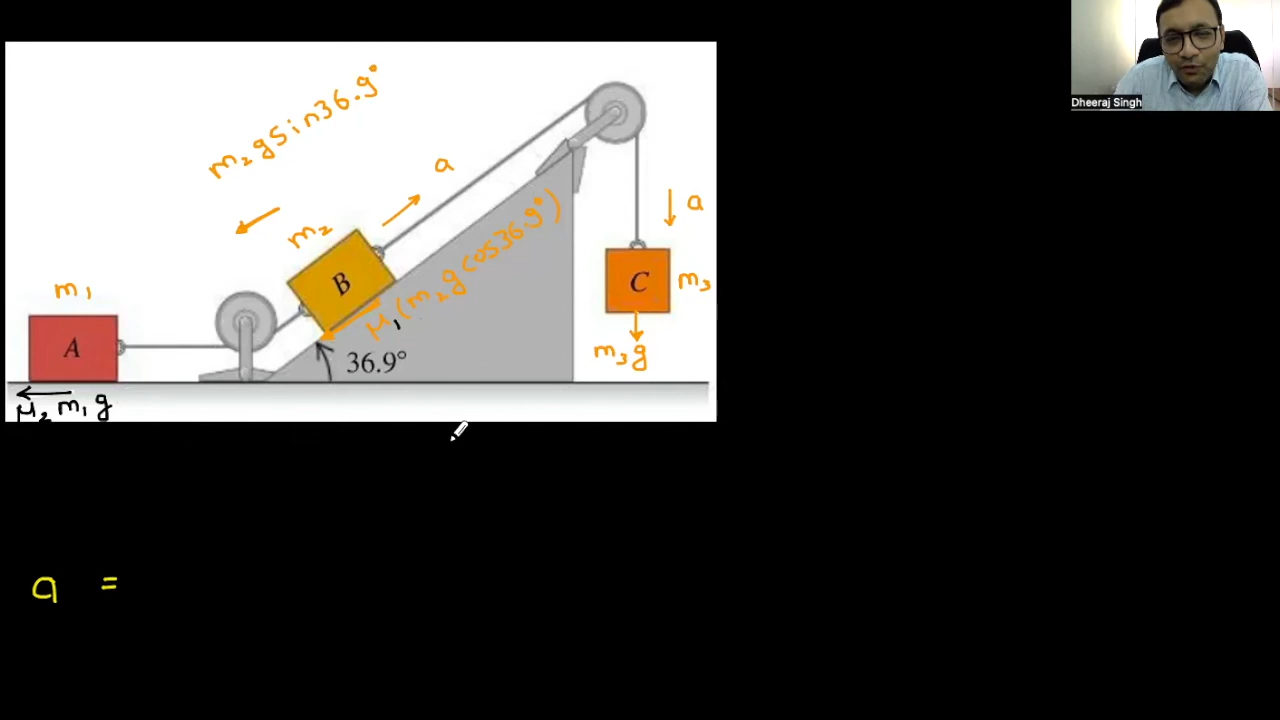 Dheeraj Singh
m₂gSin36.9°
a
m₂
a
μ₁(m₂gcos36.9°)
B
C
m₃
m₁
A
36.9°
m₃g
μ₂m₁g
a =